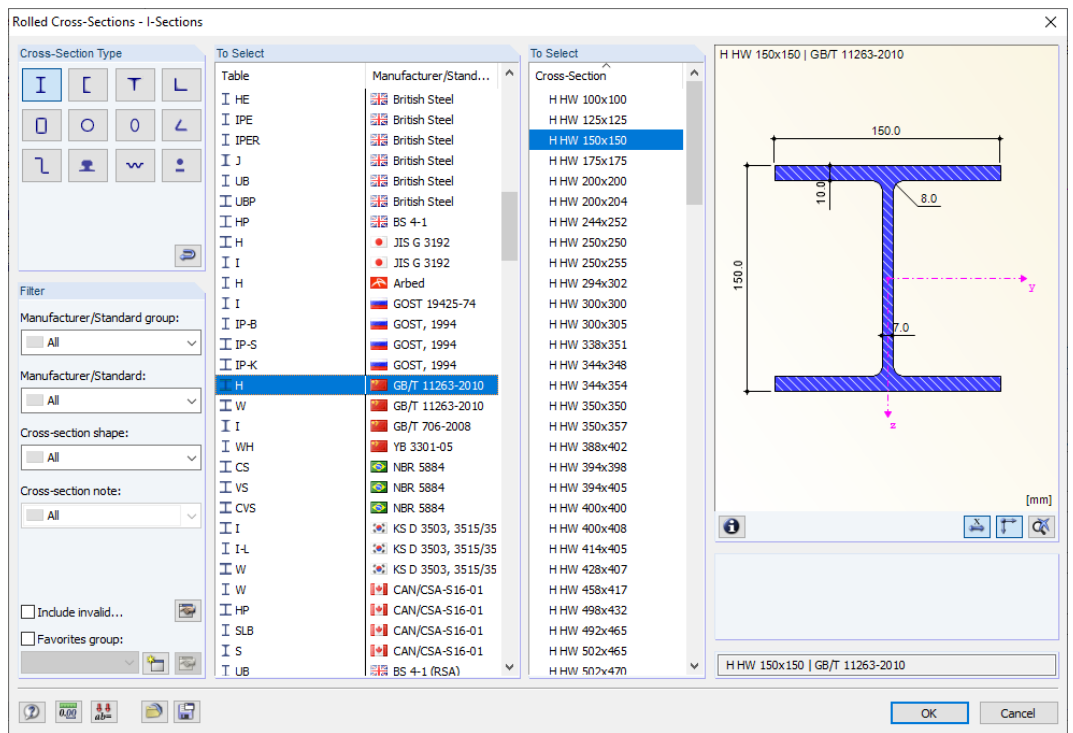 Rolled Cross-Sections - I-Sections
Cross-Section Type
Filter
Manufacturer/Standard group:
All
Manufacturer/Standard:
All
Cross-section shape:
All
Cross-section note:
All
Include invalid...
Favorites group:
To Select
Table Manufacturer/Stand...
HE British Steel
IPE British Steel
IPER British Steel
J British Steel
UB British Steel
UBP British Steel
HP BS 4-1
H JIS G 3192
I JIS G 3192
H Arbed
I GOST 19425-74
IP-B GOST, 1994
IP-S GOST, 1994
IP-K GOST, 1994
H GB/T 11263-2010
W GB/T 11263-2010
I GB/T 706-2008
WH YB 3301-05
CS NBR 5884
VS NBR 5884
CVS NBR 5884
I KS D 3503, 3515/35
I-L KS D 3503, 3515/35
W KS D 3503, 3515/35
W CAN/CSA-S16-01
HP CAN/CSA-S16-01
SLB CAN/CSA-S16-01
S CAN/CSA-S16-01
UB BS 4-1 (RSA)
To Select
Cross-Section
H HW 100x100
H HW 125x125
H HW 150x150
H HW 175x175
H HW 200x200
H HW 200x204
H HW 244x252
H HW 250x250
H HW 250x255
H HW 294x302
H HW 300x300
H HW 300x305
H HW 338x351
H HW 344x348
H HW 344x354
H HW 350x350
H HW 350x357
H HW 388x402
H HW 394x398
H HW 394x405
H HW 400x400
H HW 400x408
H HW 414x405
H HW 428x407
H HW 458x417
H HW 498x432
H HW 492x465
H HW 502x465
H HW 502x470
H HW 150x150 | GB/T 11263-2010
150.0
10.0
8.0
150.0
y
7.0
z
[mm]
H HW 150x150 | GB/T 11263-2010
0.00
ab=
OK
Cancel